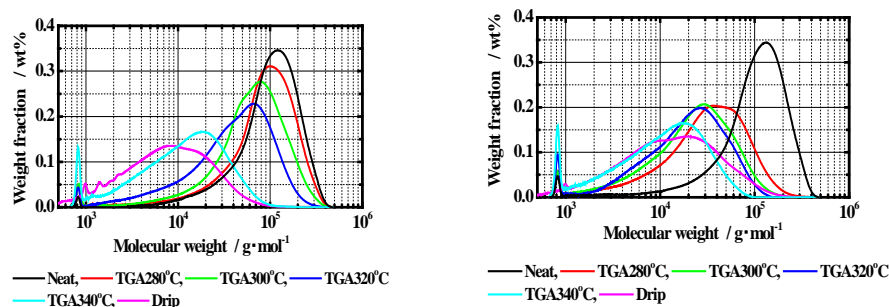 0.4
0.3
0.2
0.1
0.0
Weight fraction / wt%
10³ 10⁴ 10⁵ 10⁶
Molecular weight / g·mol⁻¹
Neat, TGA280°C, TGA300°C, TGA320°C
TGA340°C, Drip
0.4
0.3
0.2
0.1
0.0
Weight fraction / wt%
10³ 10⁴ 10⁵ 10⁶
Molecular weight / g·mol⁻¹
Neat, TGA280°C, TGA300°C, TGA320°C
TGA340°C, Drip